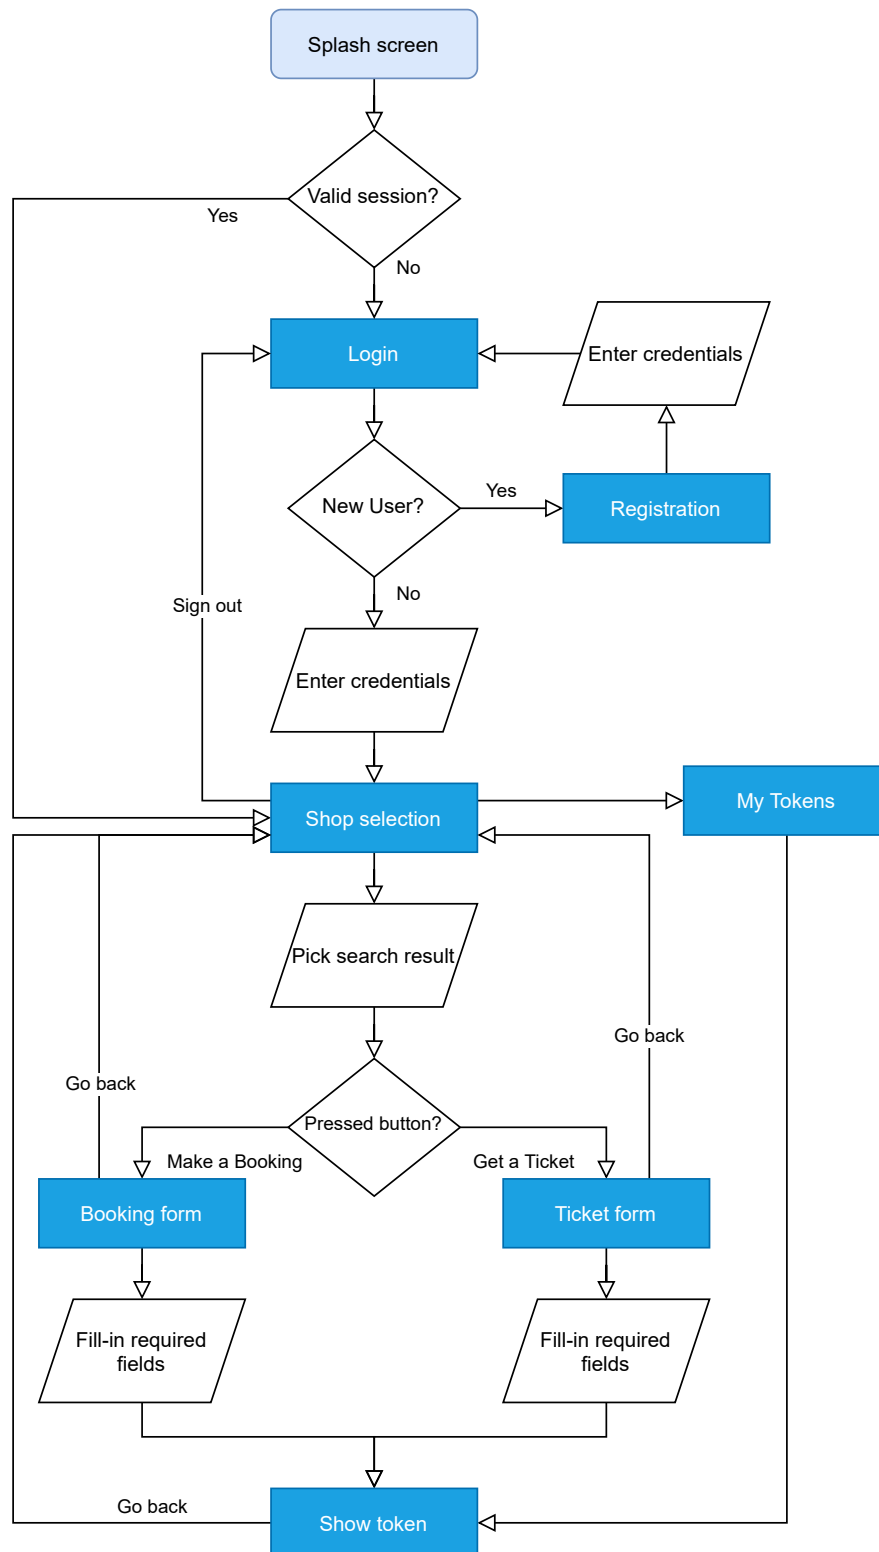 Splash screen
Valid session?
Yes
No
Login
Enter credentials
New User?
Yes
Registration
No
Sign out
Enter credentials
Shop selection
My Tokens
Pick search result
Go back
Go back
Pressed button?
Make a Booking
Get a Ticket
Booking form
Ticket form
Fill-in required
fields
Fill-in required
fields
Go back
Show token